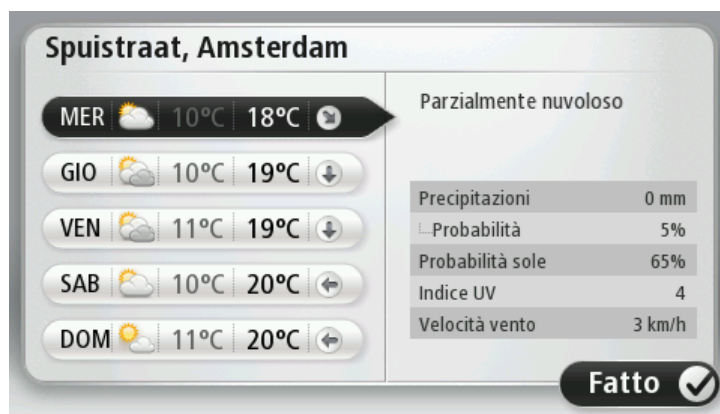 Spuistraat, Amsterdam
MER 10°C 18°C
GIO 10°C 19°C
VEN 11°C 19°C
SAB 10°C 20°C
DOM 11°C 20°C
Parzialmente nuvoloso
Precipitazioni 0 mm
Probabilità 5%
Probabilità sole 65%
Indice UV 4
Velocità vento 3 km/h
Fatto